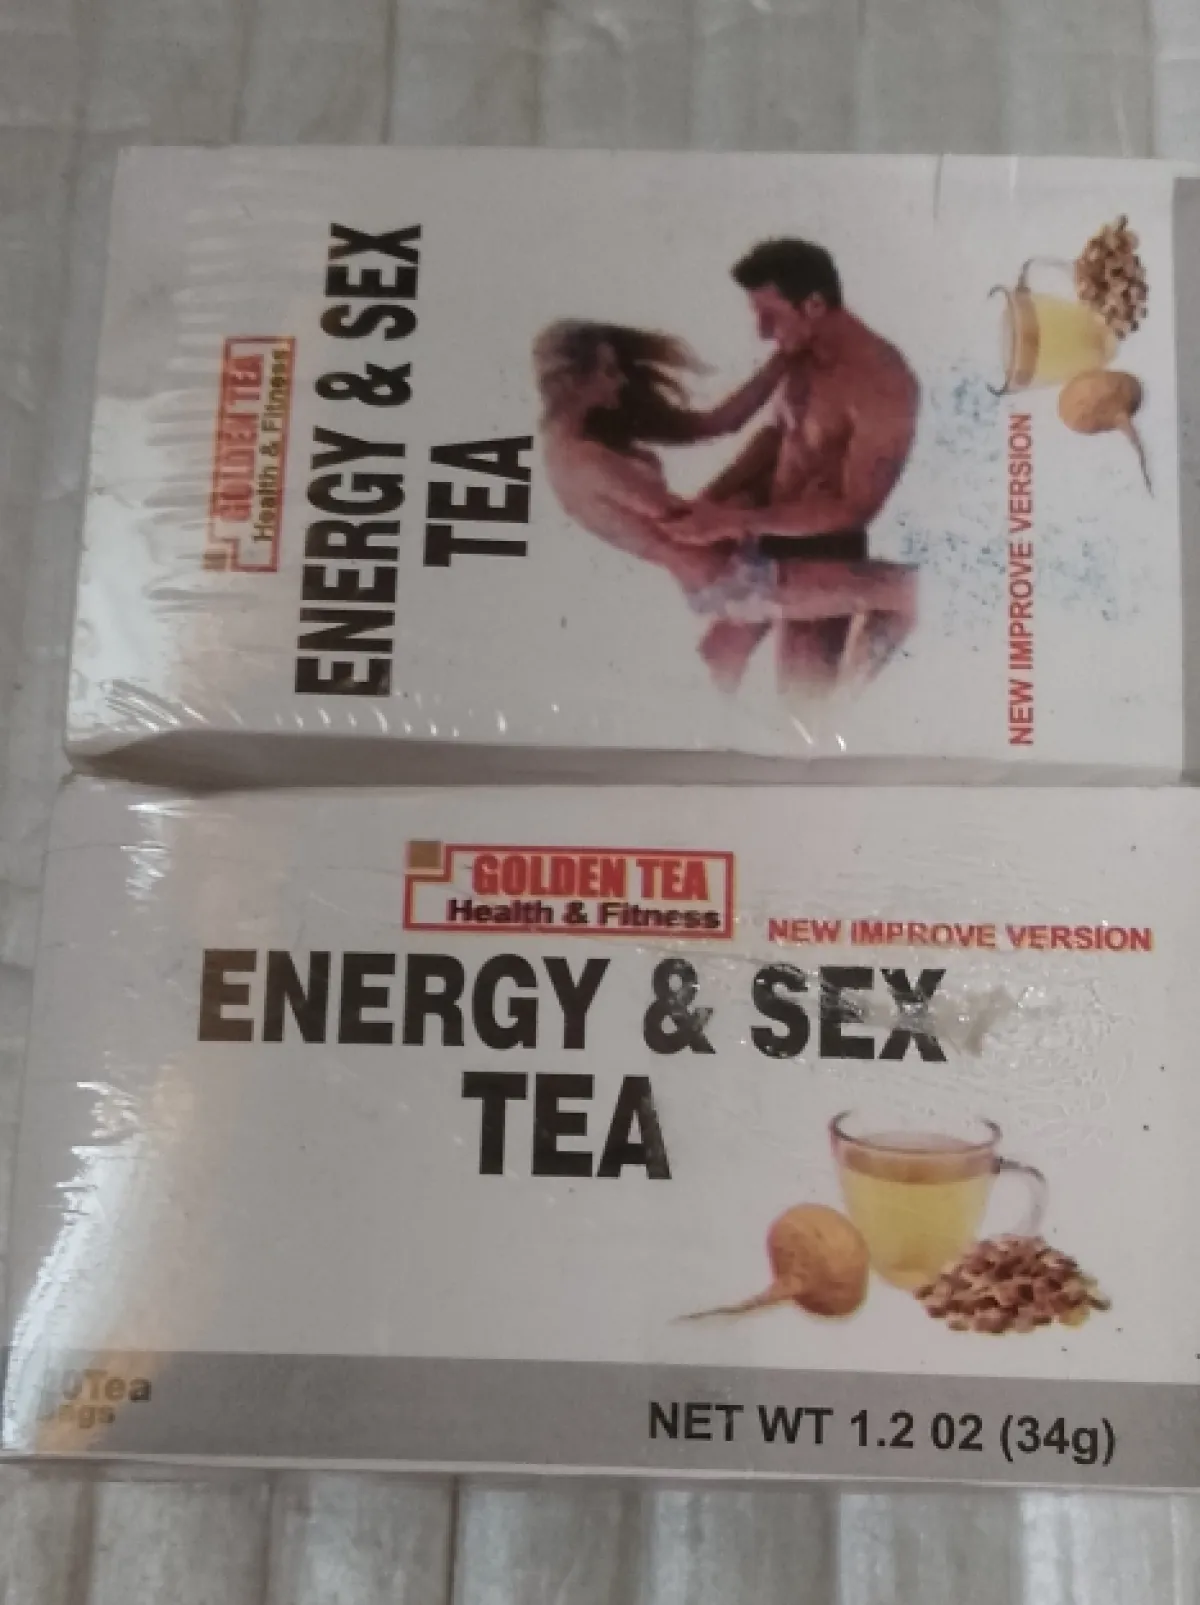 GOLDEN TEA
Health & Fitness
ENERGY & SEX
TEA
NEW IMPROVE VERSION
GOLDEN TEA
Health & Fitness
NEW IMPROVE VERSION
ENERGY & SEX
TEA
Tea
NET WT 1.2 02 (34g)